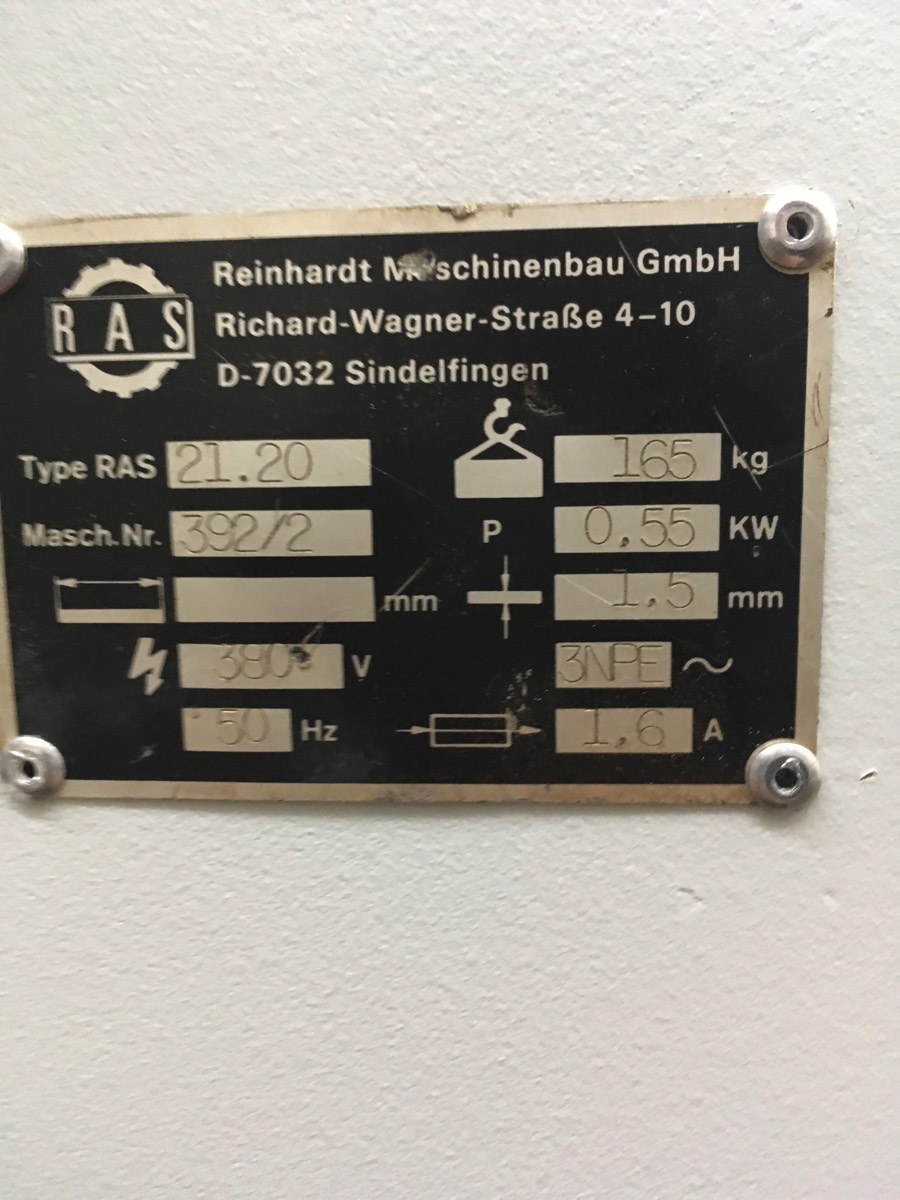 RAS
Reinhardt Maschinenbau GmbH
Richard-Wagner-Straße 4-10
D-7032 Sindelfingen
Type RAS 21.20
165 kg
Masch.Nr. 392/2
P 0,55 KW
mm
1.5 mm
380 V
3NPE ~
50 Hz
1,6 A